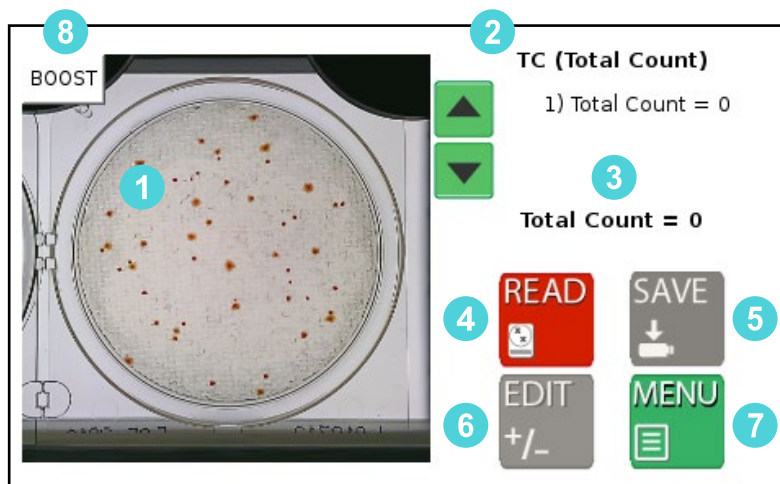 8
2
BOOST
TC (Total Count)
1) Total Count = 0
1
3
Total Count = 0
4
READ
SAVE
5
6
EDIT
+/-
MENU
7